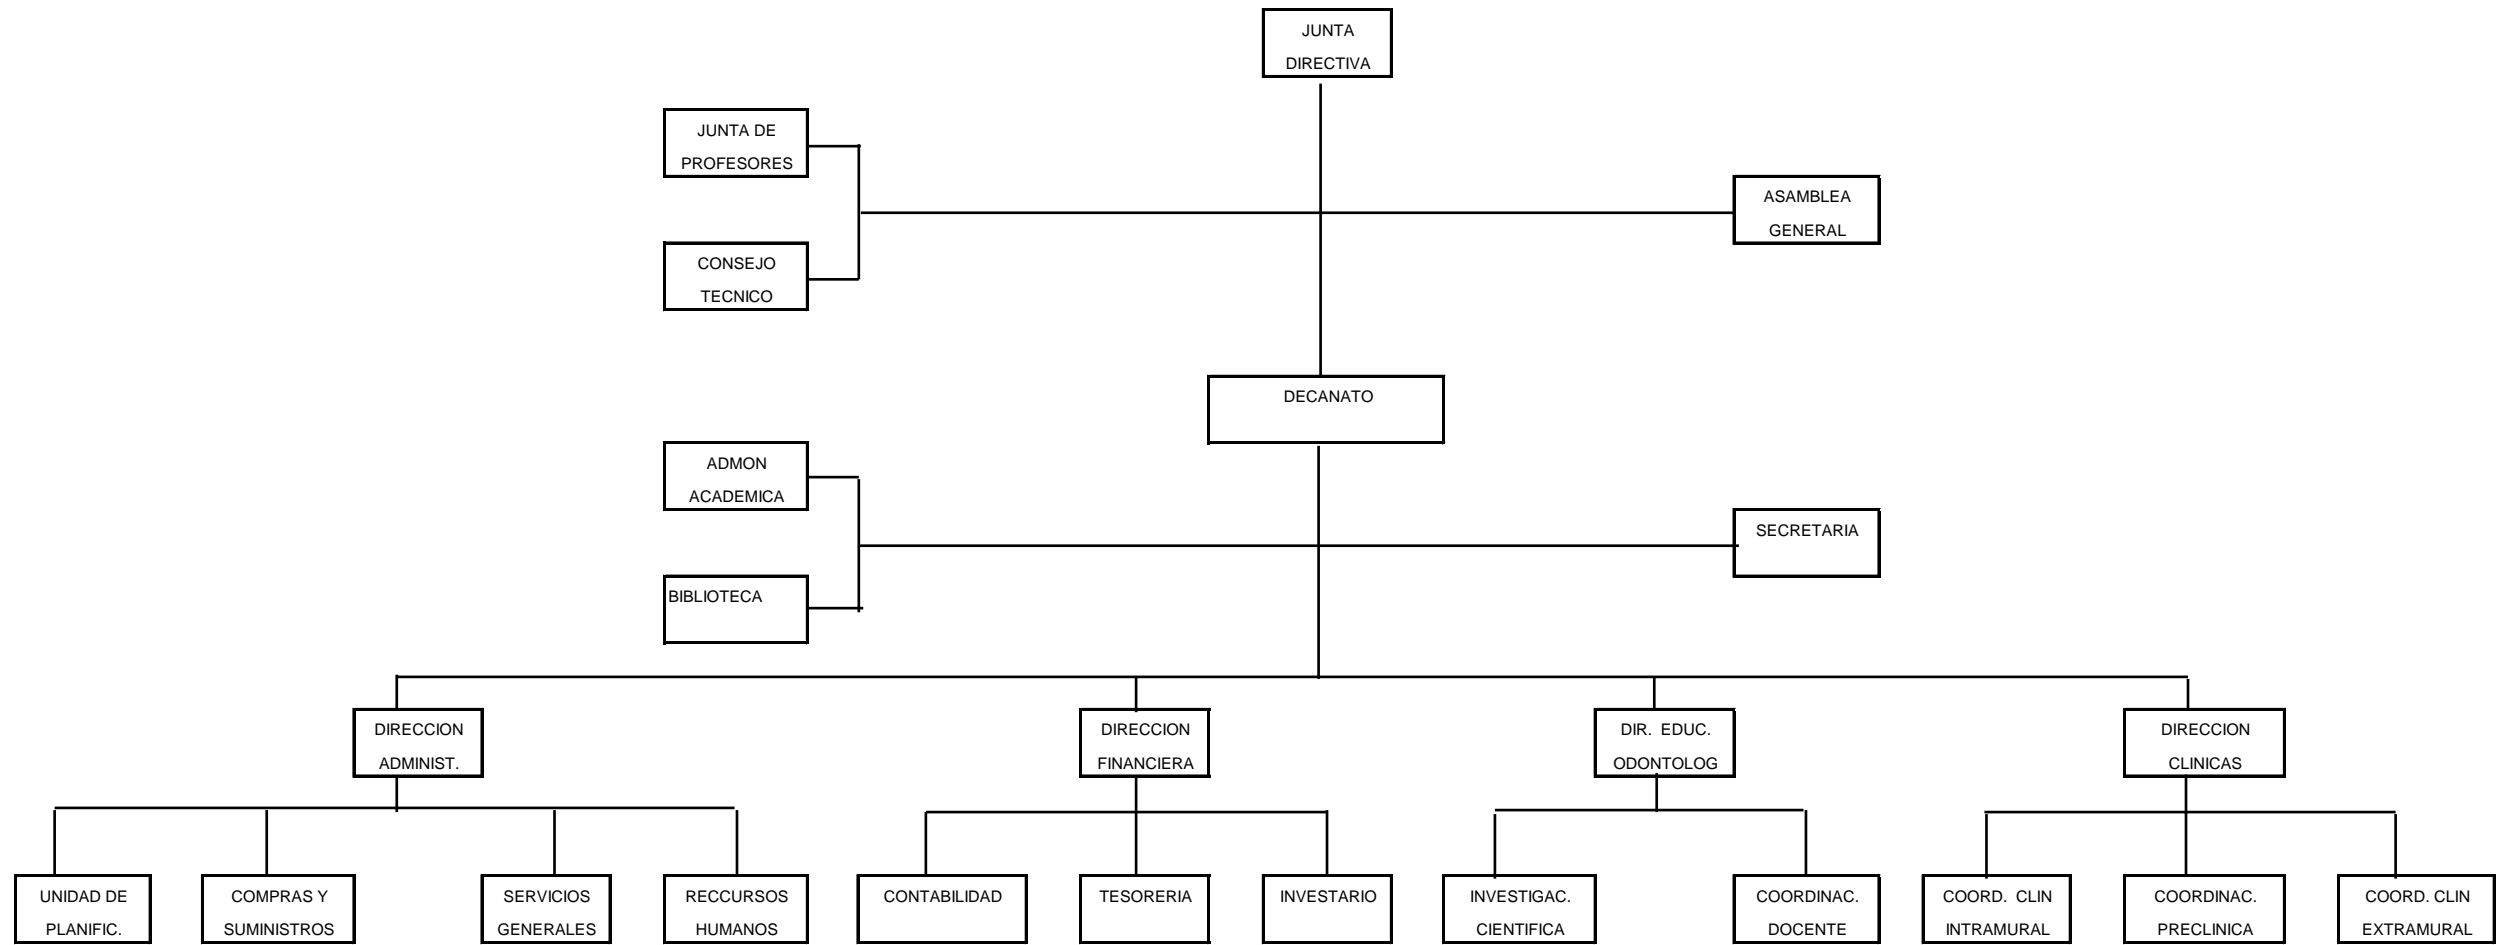 JUNTA
DIRECTIVA
JUNTA DE
PROFESORES
ASAMBLEA
GENERAL
CONSEJO
TECNICO
DECANATO
ADMON
ACADEMICA
SECRETARIA
BIBLIOTECA
DIRECCION
ADMINIST.
DIRECCION
FINANCIERA
DIR. EDUC.
ODONTOLOG
DIRECCION
CLINICAS
UNIDAD DE
PLANIFIC.
COMPRAS Y
SUMINISTROS
SERVICIOS
GENERALES
RECCURSOS
HUMANOS
CONTABILIDAD
TESORERIA
INVESTARIO
INVESTIGAC.
CIENTIFICA
COORDINAC.
DOCENTE
COORD. CLIN
INTRAMURAL
COORDINAC.
PRECLINICA
COORD. CLIN
EXTRAMURAL